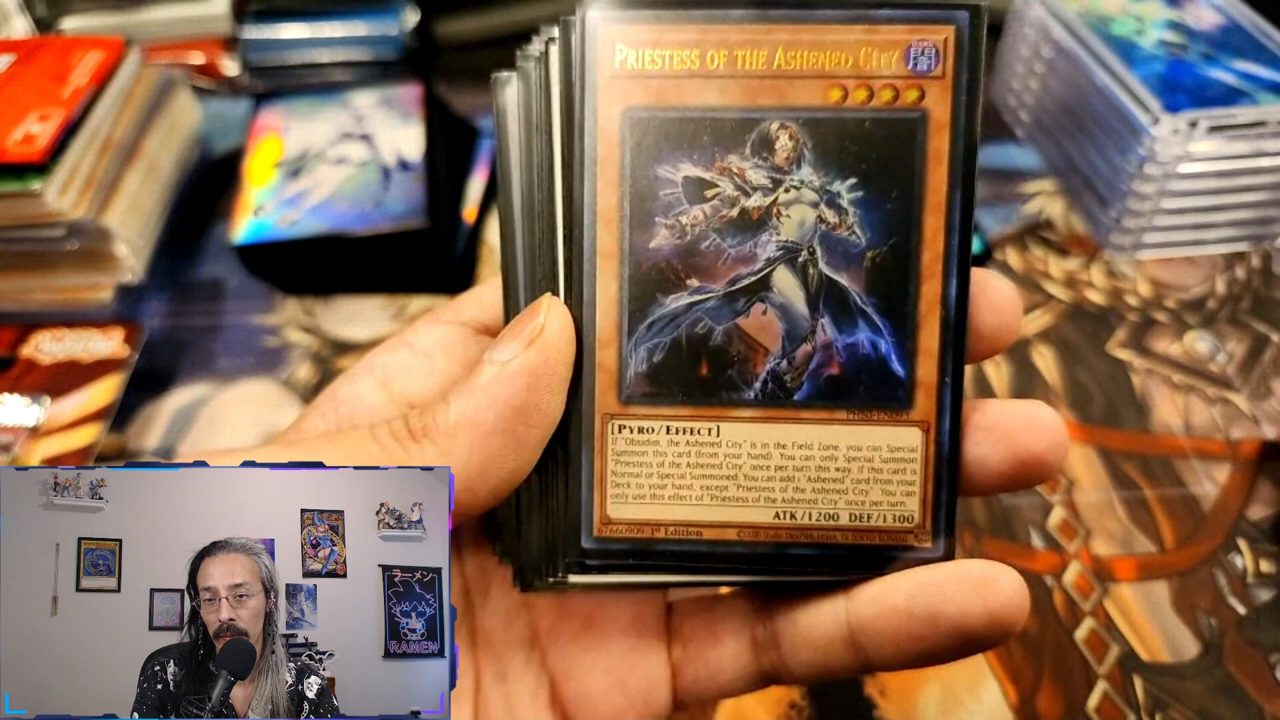 PRIESTESS OF THE ASHENED CITY
闇
PHNI-EN093
[PYRO/EFFECT]
If "Obsidim, the Ashened City" is in the Field Zone, you can Special
Summon this card (from your hand). You can only Special Summon
"Priestess of the Ashened City" once per turn this way. If this card is
Normal or Special Summoned: You can add 1 "Ashened" card from your
Deck to your hand, except "Priestess of the Ashened City". You can
only use this effect of "Priestess of the Ashened City" once per turn.
ATK/1200 DEF/1300
67660909 1st Edition
ラーメン
RAMEN